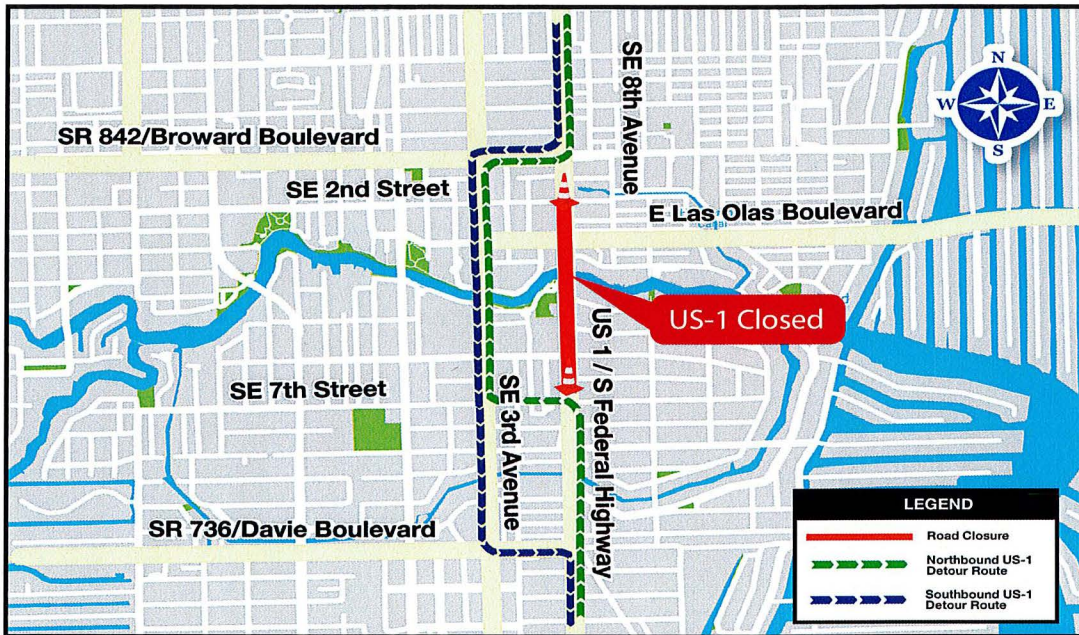 SE 8th Avenue
N
W
E
S
SR 842/Broward Boulevard
SE 2nd Street
E Las Olas Boulevard
US-1 Closed
US 1 / S Federal Highway
SE 7th Street
SE 3rd Avenue
SR 736/Davie Boulevard
LEGEND
Road Closure
Northbound US-1
Detour Route
Southbound US-1
Detour Route